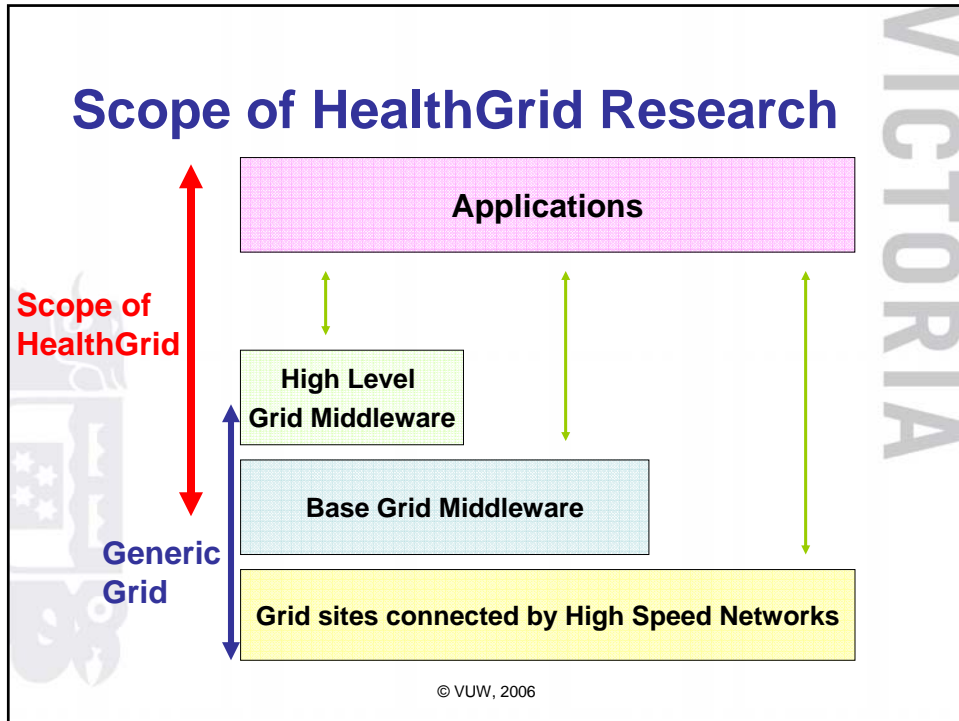 Scope of HealthGrid Research
VICTORIA
Applications
Scope of
HealthGrid
High Level
Grid Middleware
Base Grid Middleware
Generic
Grid
Grid sites connected by High Speed Networks
© VUW, 2006